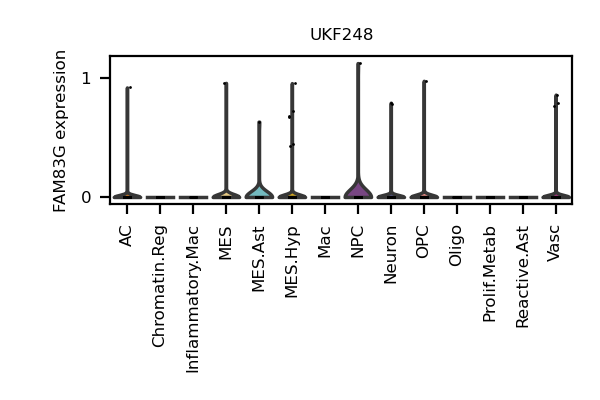 UKF248
FAM83G expression
1
0
AC
Chromatin.Reg
Inflammatory.Mac
MES
MES.Ast
MES.Hyp
Mac
NPC
Neuron
OPC
Oligo
Prolif.Metab
Reactive.Ast
Vasc